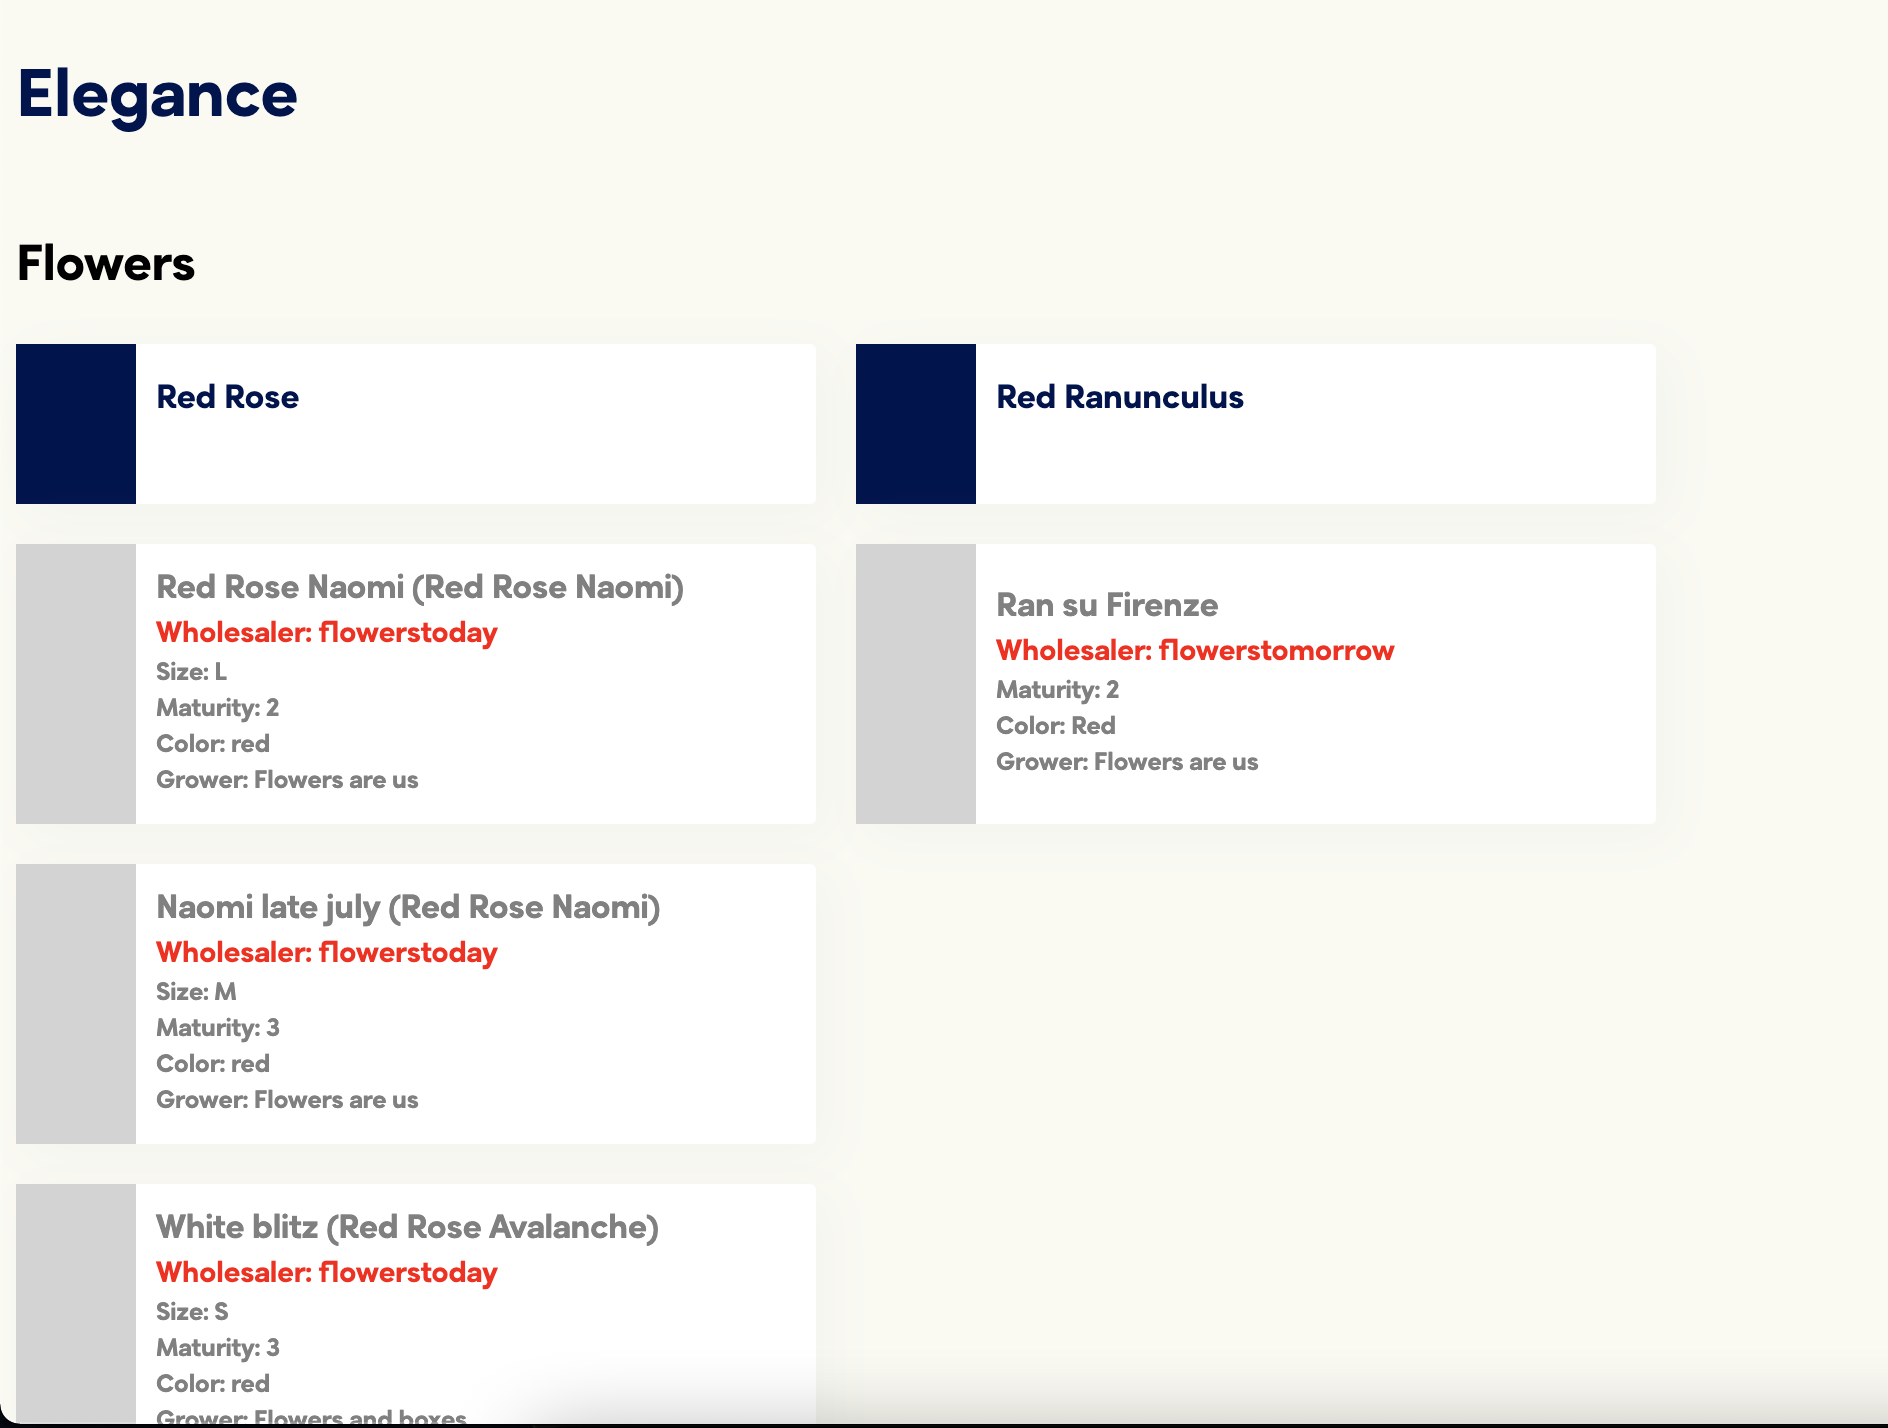 Elegance
Flowers
Red Rose
Red Ranunculus
Red Rose Naomi (Red Rose Naomi)
Wholesaler: flowerstoday
Size: L
Maturity: 2
Color: red
Grower: Flowers are us
Ran su Firenze
Wholesaler: flowerstomorrow
Maturity: 2
Color: Red
Grower: Flowers are us
Naomi late july (Red Rose Naomi)
Wholesaler: flowerstoday
Size: M
Maturity: 3
Color: red
Grower: Flowers are us
White blitz (Red Rose Avalanche)
Wholesaler: flowerstoday
Size: S
Maturity: 3
Color: red
Grower: Flowers and boxes